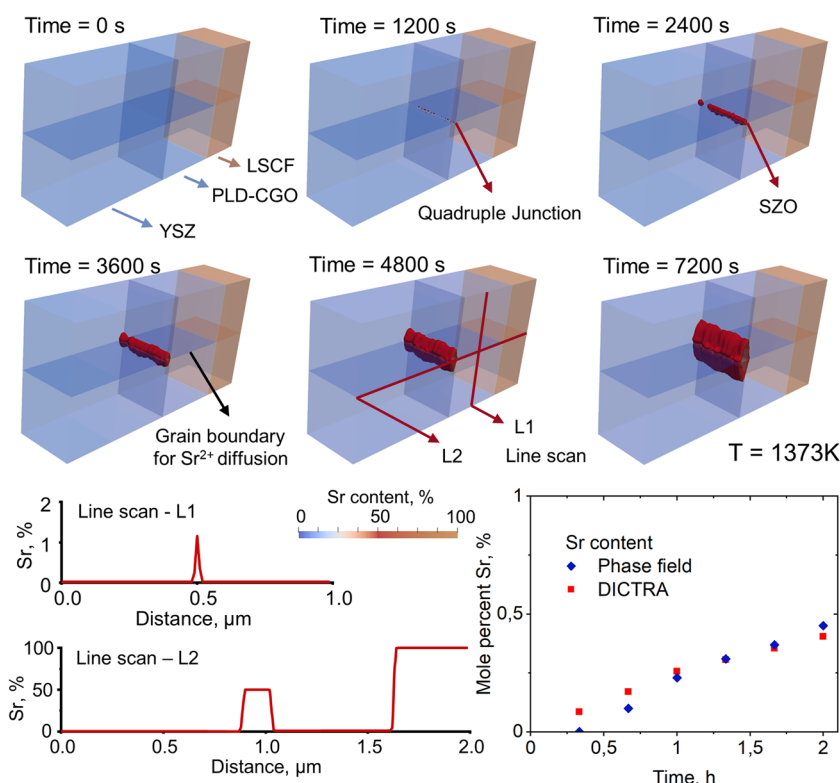 Time = 0 s
Time = 1200 s
Time = 2400 s
LSCF
PLD-CGO
YSZ
Quadruple Junction
SZO
Time = 3600 s
Time = 4800 s
Time = 7200 s
Grain boundary
for Sr²⁺ diffusion
L2
L1
Line scan
T = 1373K
Sr, %
2
1
0
Line scan - L1
0.0 0.5 1.0
Distance, µm
Sr content, %
0 50 100
Sr, %
100
50
0
Line scan – L2
0.0 0.5 1.0 1.5 2.0
Distance, µm
Mole percent Sr, %
1
0,5
0
Sr content
Phase field
DICTRA
0 0,5 1 1,5 2
Time, h